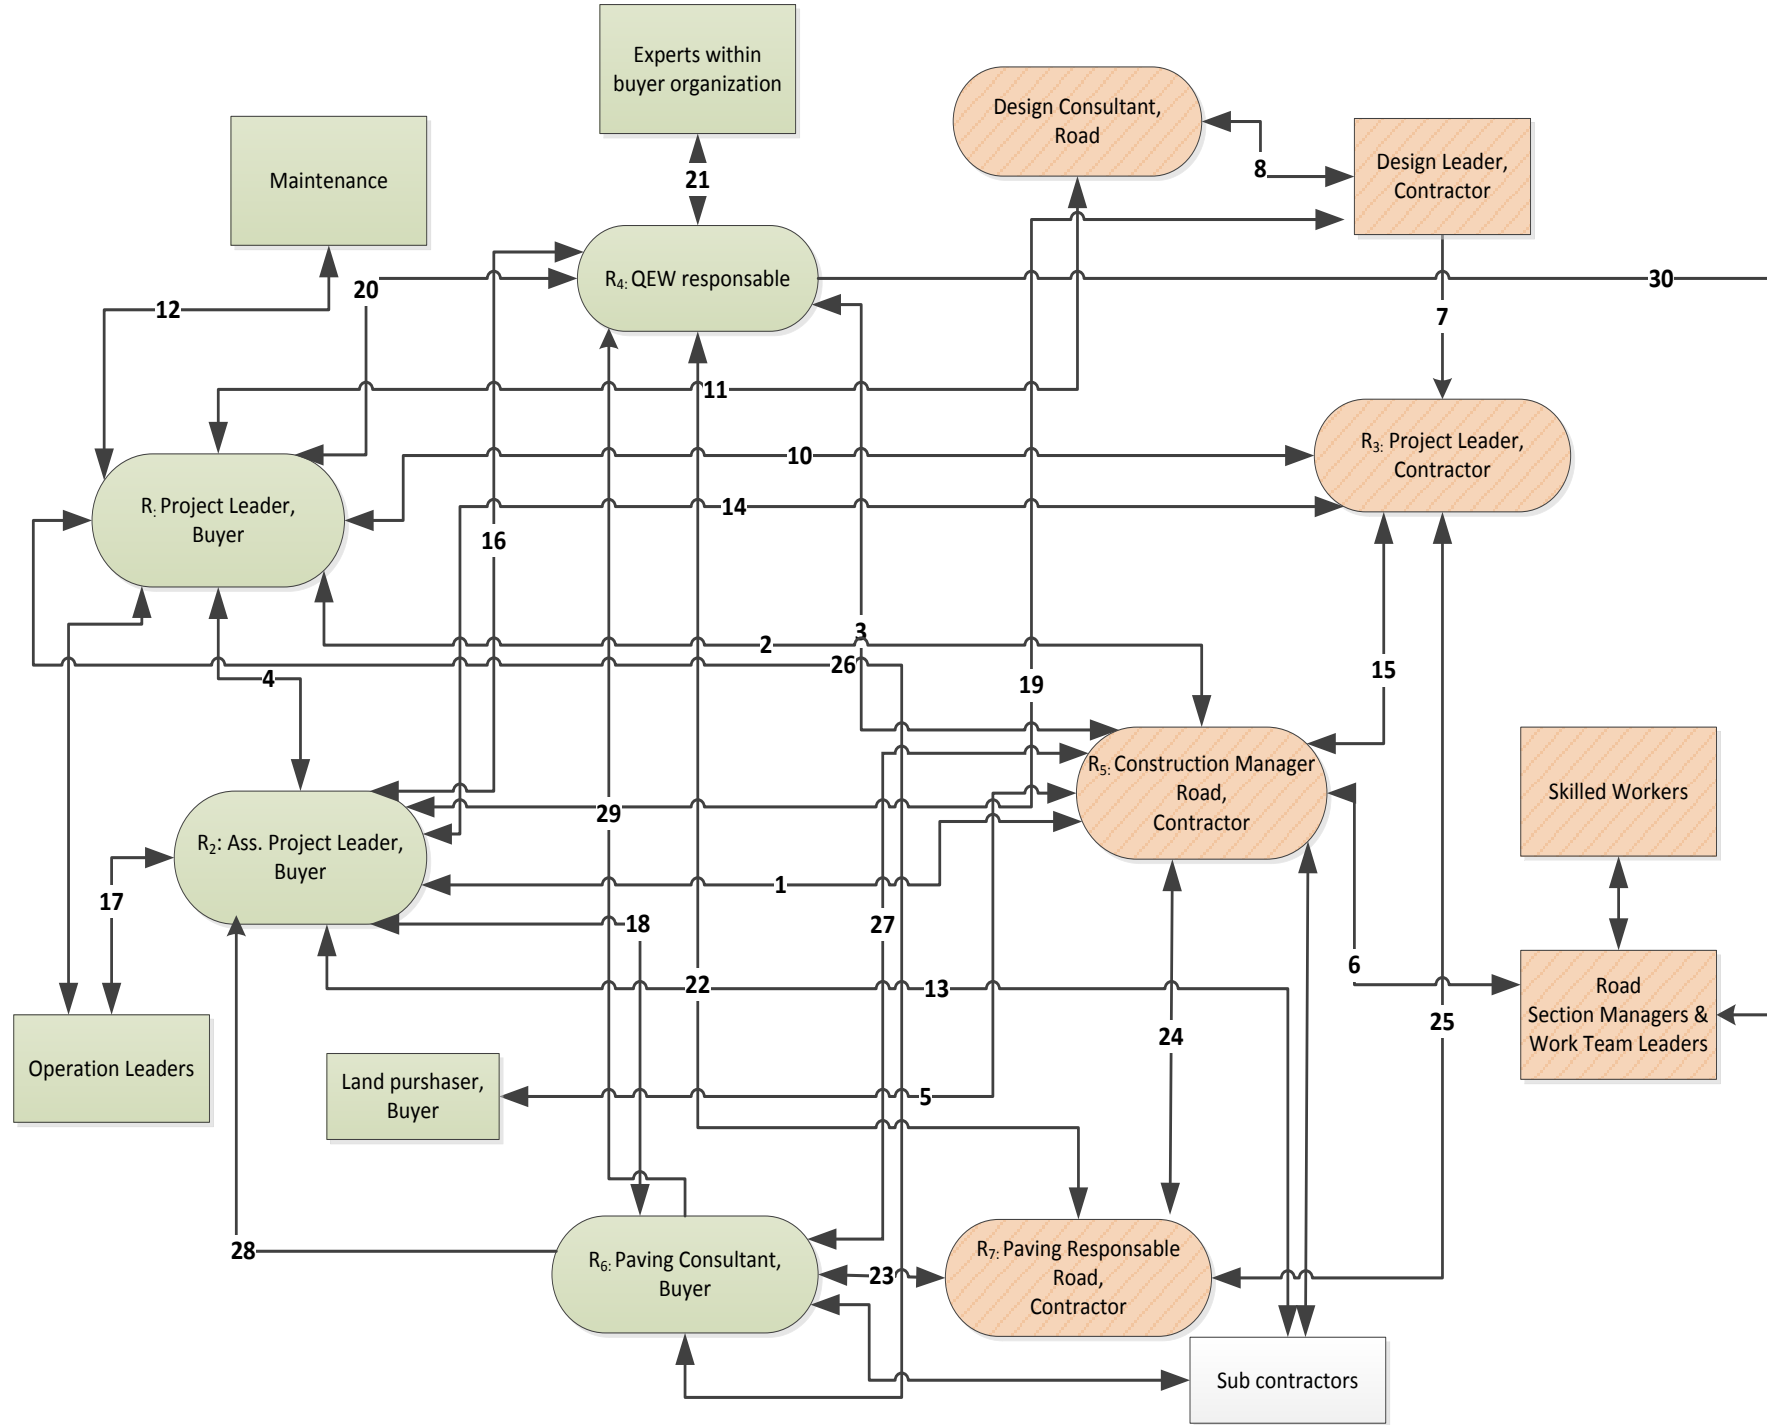 Experts within
buyer organization
Design Consultant,
Road
Design Leader,
Contractor
Maintenance
8
21
R4: QEW responsable
20
30
12
7
11
R3: Project Leader,
Contractor
10
R: Project Leader,
Buyer
14
16
2
3
26
15
4
19
R5: Construction Manager
Road,
Contractor
Skilled Workers
29
R2: Ass. Project Leader,
Buyer
1
17
18
27
6
22
13
Road
Section Managers &
Work Team Leaders
25
24
Operation Leaders
Land purshaser,
Buyer
5
28
R6: Paving Consultant,
Buyer
23
R7: Paving Responsable
Road,
Contractor
Sub contractors